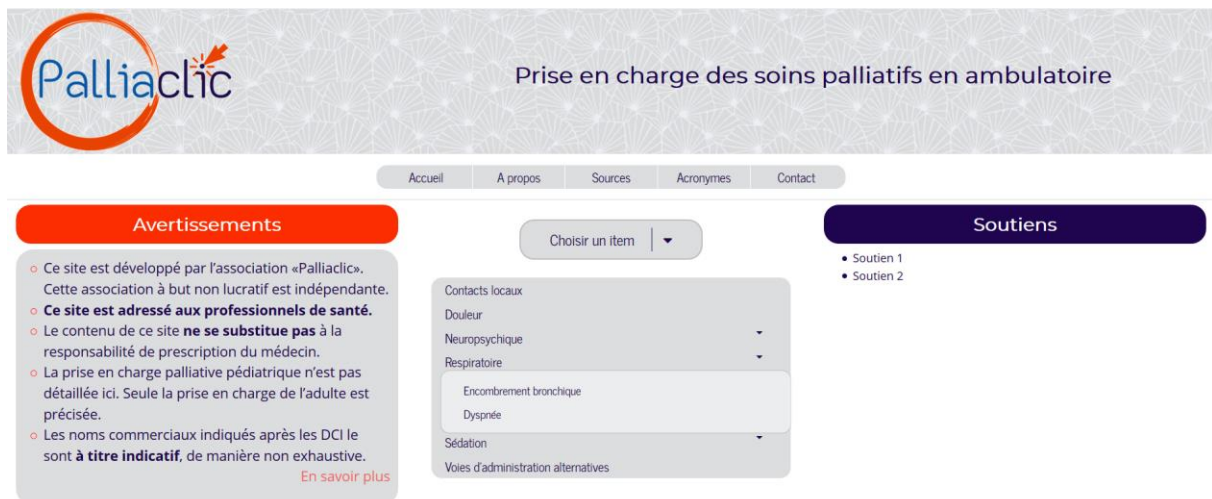 Palliaclic
Prise en charge des soins palliatifs en ambulatoire
Accueil
A propos
Sources
Acronymes
Contact
Avertissements
Ce site est développé par l'association «Palliaclic».
Cette association à but non lucratif est indépendante.
Ce site est adressé aux professionnels de santé.
Le contenu de ce site ne se substitue pas à la
responsabilité de prescription du médecin.
La prise en charge palliative pédiatrique n'est pas
détaillée ici. Seule la prise en charge de l'adulte est
précisée.
Les noms commerciaux indiqués après les DCI le
sont à titre indicatif, de manière non exhaustive.
En savoir plus
Choisir un item
Contacts locaux
Douleur
Neuropsychique
Respiratoire
Encombrement bronchique
Dyspnée
Sédation
Voies d'administration alternatives
Soutiens
Soutien 1
Soutien 2